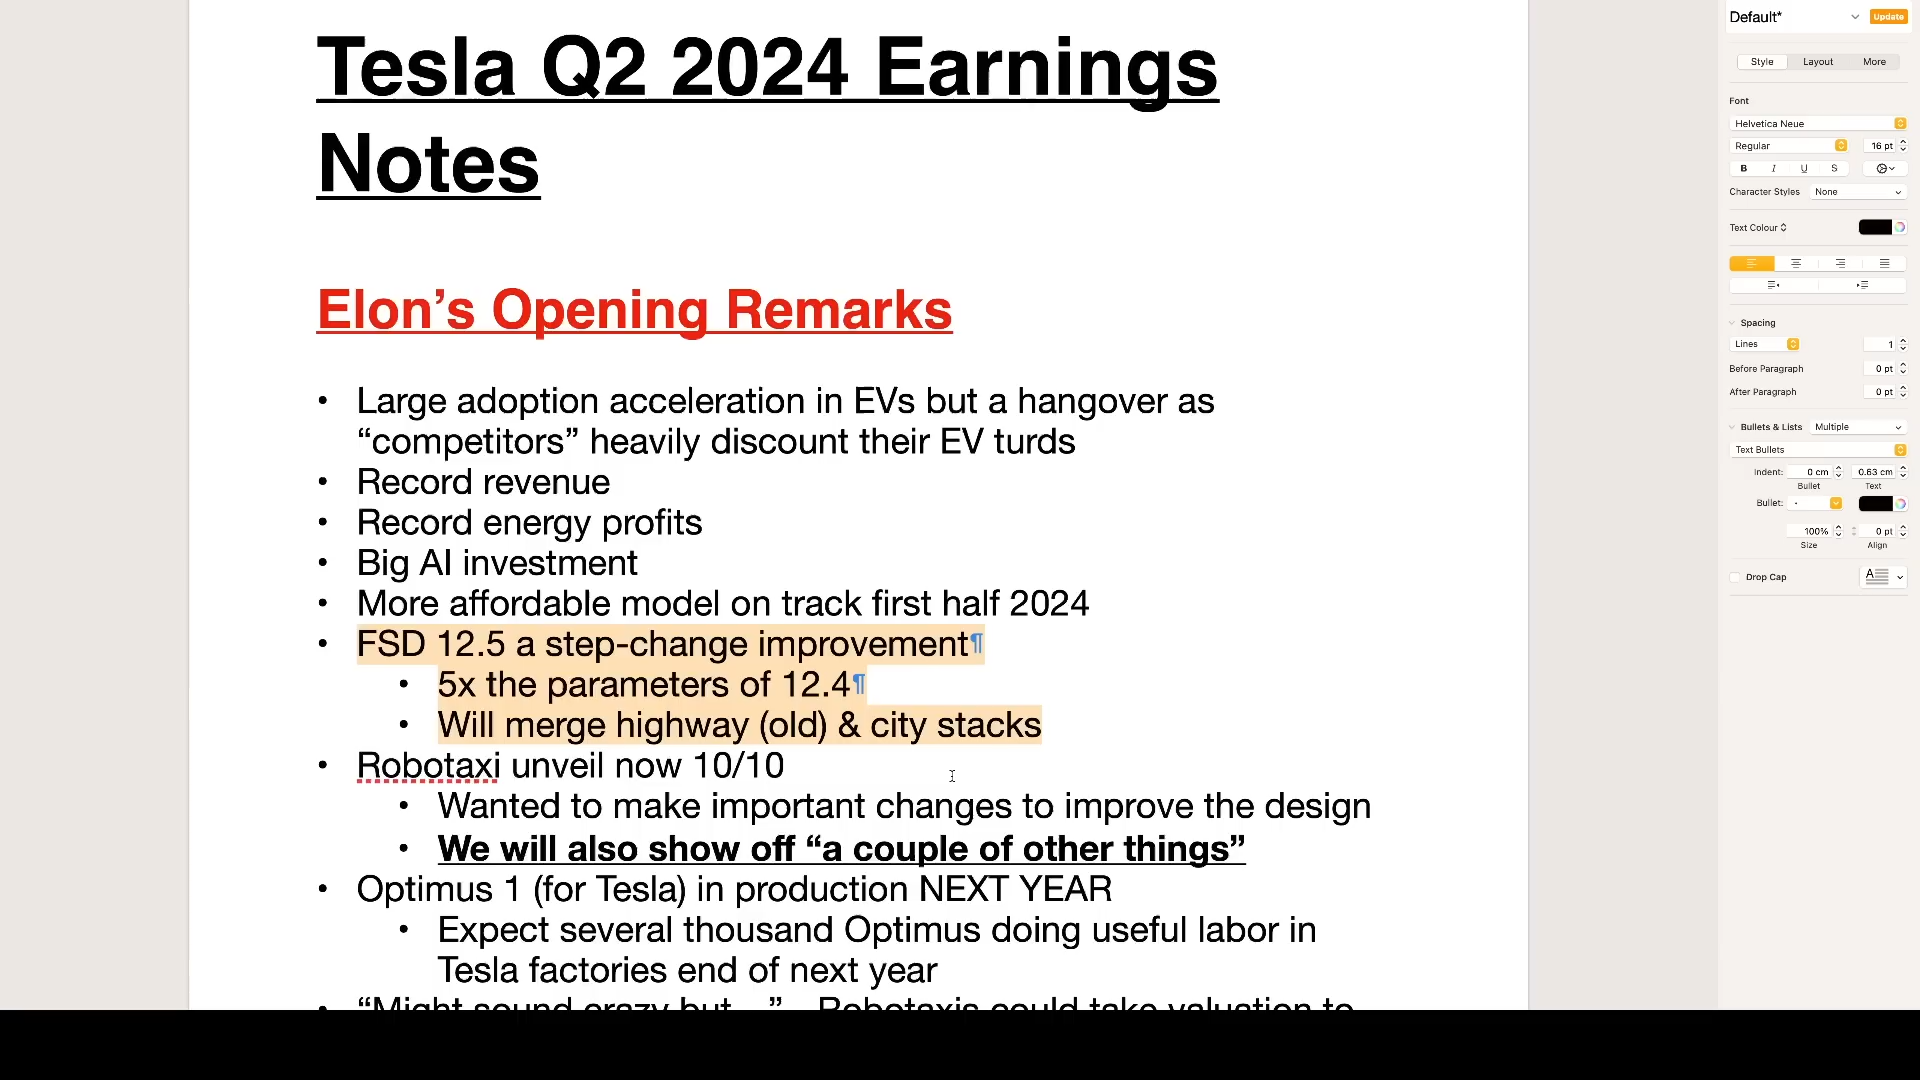 Tesla Q2 2024 Earnings
Notes
Elon’s Opening Remarks
• Large adoption acceleration in EVs but a hangover as
“competitors” heavily discount their EV turds
• Record revenue
• Record energy profits
• Big AI investment
• More affordable model on track first half 2024
• FSD 12.5 a step-change improvement¶
• 5x the parameters of 12.4¶
• Will merge highway (old) & city stacks
• Robotaxi unveil now 10/10
• Wanted to make important changes to improve the design
• We will also show off “a couple of other things”
• Optimus 1 (for Tesla) in production NEXT YEAR
• Expect several thousand Optimus doing useful labor in
Tesla factories end of next year
• “Might sound crazy but…” Robotaxis could take valuation to
Default*
Update
Style Layout More
Font
Helvetica Neue
Regular 16 pt
B I U S
Character Styles None
Text Colour
Spacing
Lines 1
Before Paragraph 0 pt
After Paragraph 0 pt
Bullets & Lists Multiple
Text Bullets
Indent: 0 cm 0.63 cm
Bullet Text
Bullet: •
100% 0 pt
Size Align
Drop Cap A